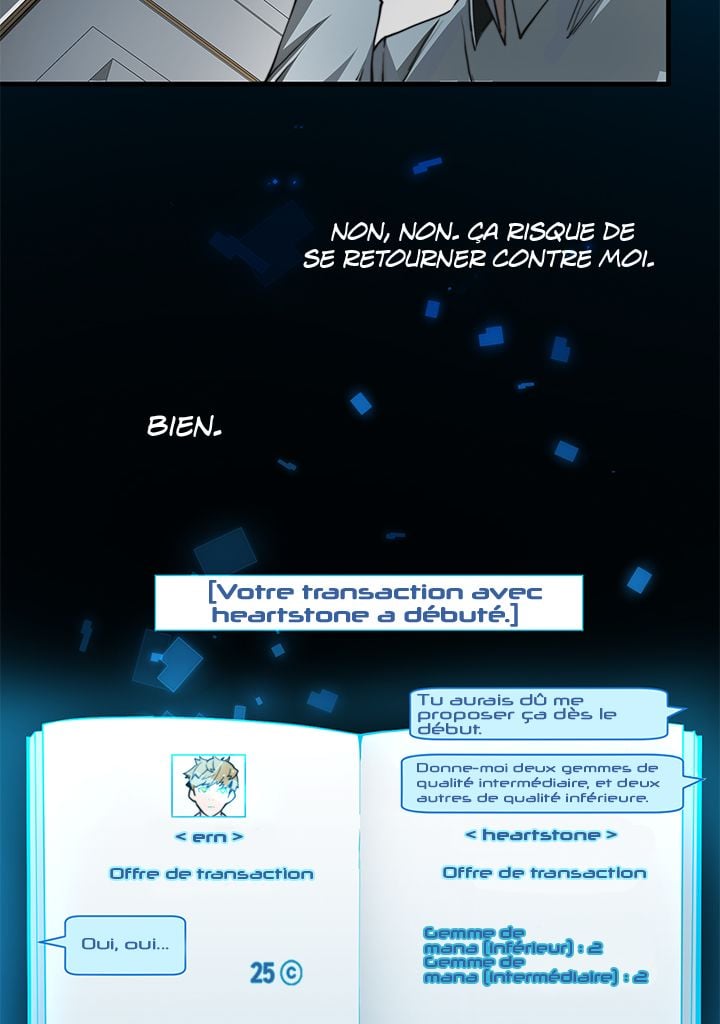 NON, NON. ÇA RISQUE DE
SE RETOURNER CONTRE MOI.
BIEN.
[Votre transaction avec
heartstone a débuté.]
Tu aurais dû me
proposer ça dès le
début.
Donne-moi deux gemmes de
qualité intermédiaire, et deux
autres de qualité inférieure.
< ern >
Offre de transaction
Oui, oui...
25 ©
< heartstone >
Offre de transaction
Gemme de
mana (inférieur) : 2
Gemme de
mana (intermédiaire) : 2